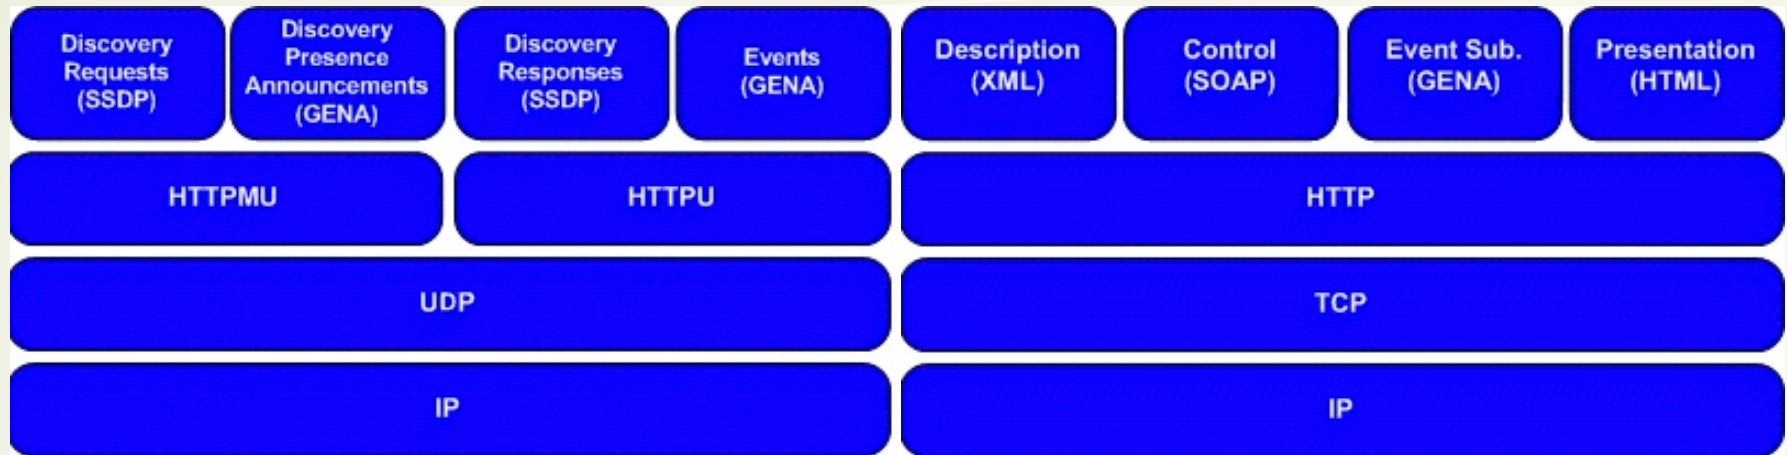 Discovery
Requests
(SSDP)
Discovery
Presence
Announcements
(GENA)
Discovery
Responses
(SSDP)
Events
(GENA)
Description
(XML)
Control
(SOAP)
Event Sub.
(GENA)
Presentation
(HTML)
HTTPMU
HTTPU
HTTP
UDP
TCP
IP
IP